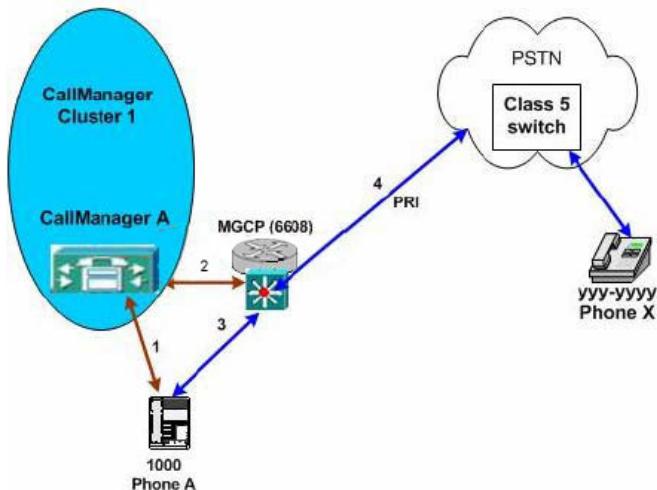 CallManager
Cluster 1
CallManager A
MGCP (6608)
PSTN
Class 5
switch
4
PRI
2
3
1
yyy-yyyy
Phone X
1000
Phone A